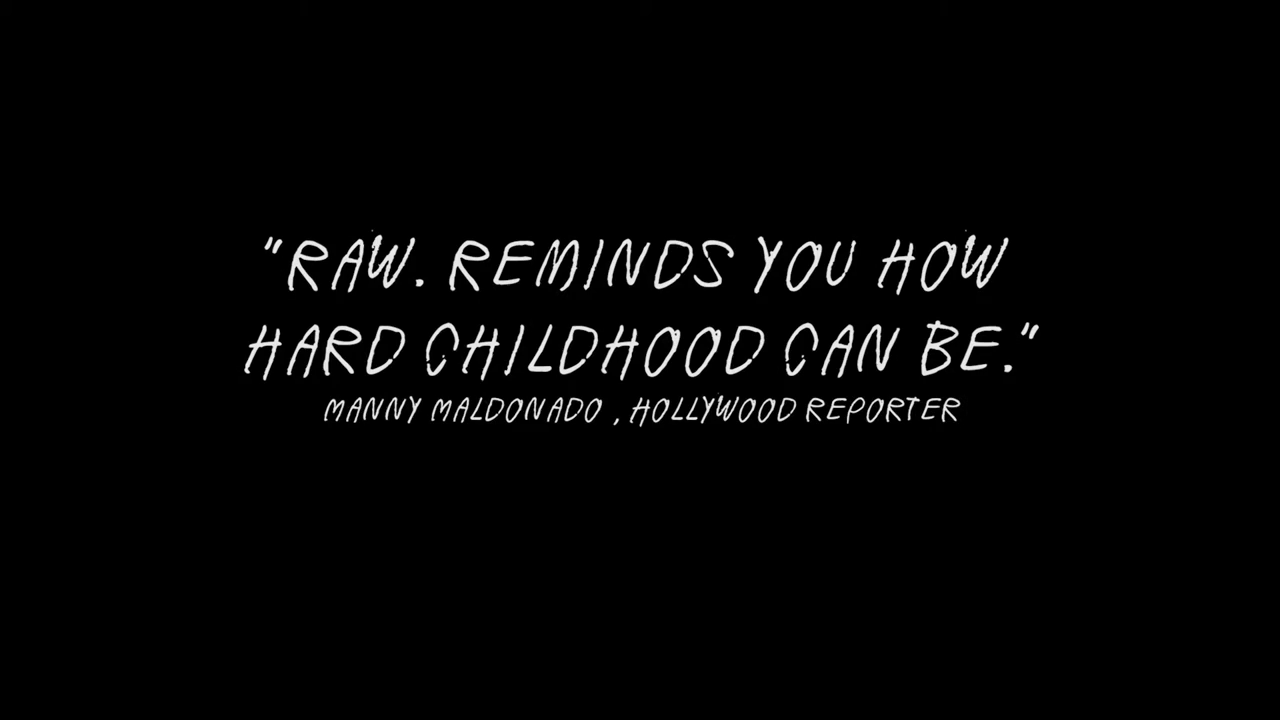 "RAW. REMINDS YOU HOW
HARD CHILDHOOD CAN BE."
MANNY MALDONADO , HOLLYWOOD REPORTER